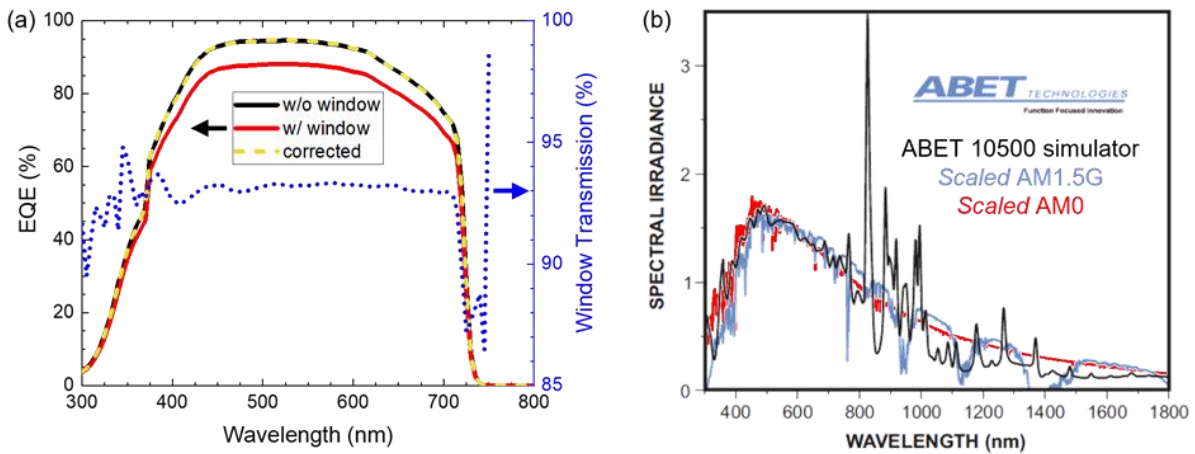 (a)
100
80
60
40
20
0
EQE (%)
300
400
500
600
700
800
Wavelength (nm)
w/o window
w/ window
corrected
100
95
90
85
Window Transmission (%)
(b)
3
2
1
0
SPECTRAL IRRADIANCE
ABET TECHNOLOGIES
Function Focused Innovation
ABET 10500 simulator
Scaled AM1.5G
Scaled AM0
400
600
800
1000
1200
1400
1600
1800
WAVELENGTH (nm)